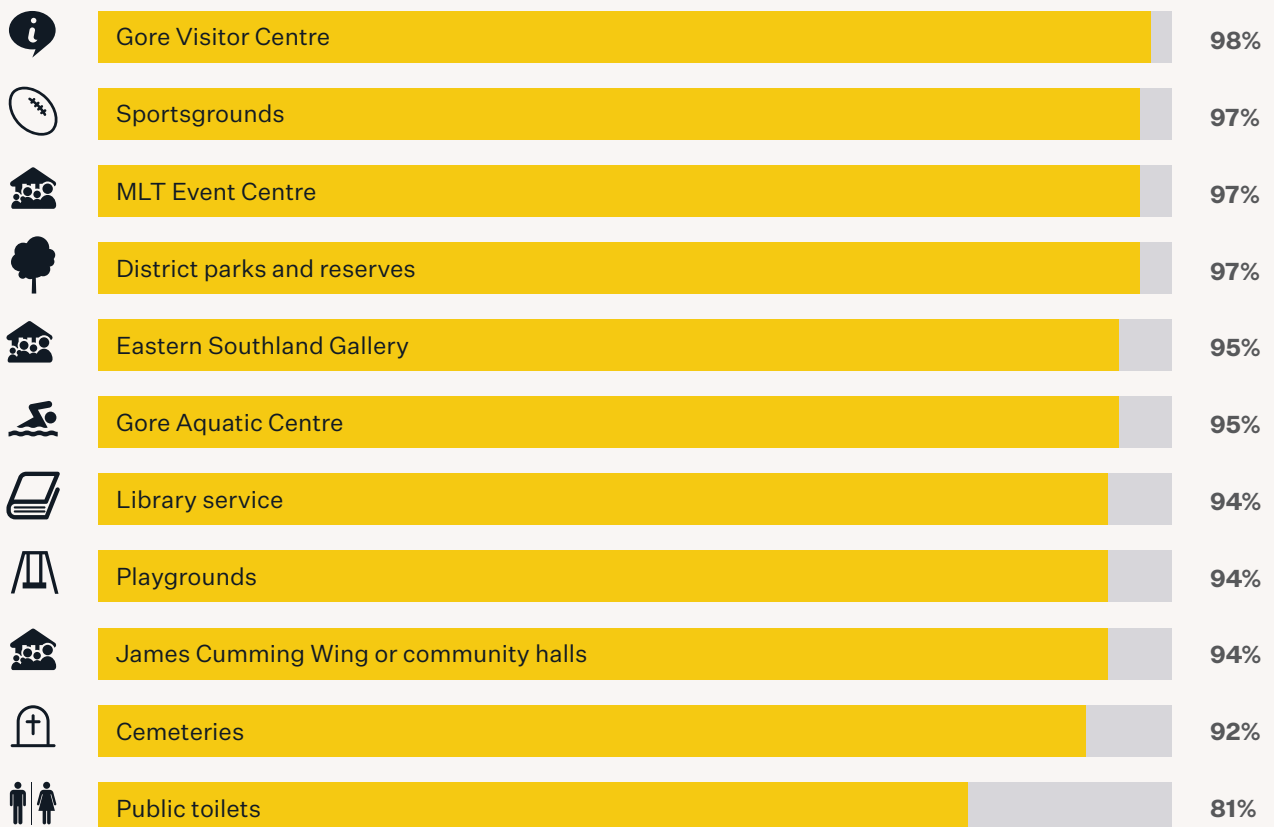 Gore Visitor Centre 98%
Sportsgrounds 97%
MLT Event Centre 97%
District parks and reserves 97%
Eastern Southland Gallery 95%
Gore Aquatic Centre 95%
Library service 94%
Playgrounds 94%
James Cumming Wing or community halls 94%
Cemeteries 92%
Public toilets 81%